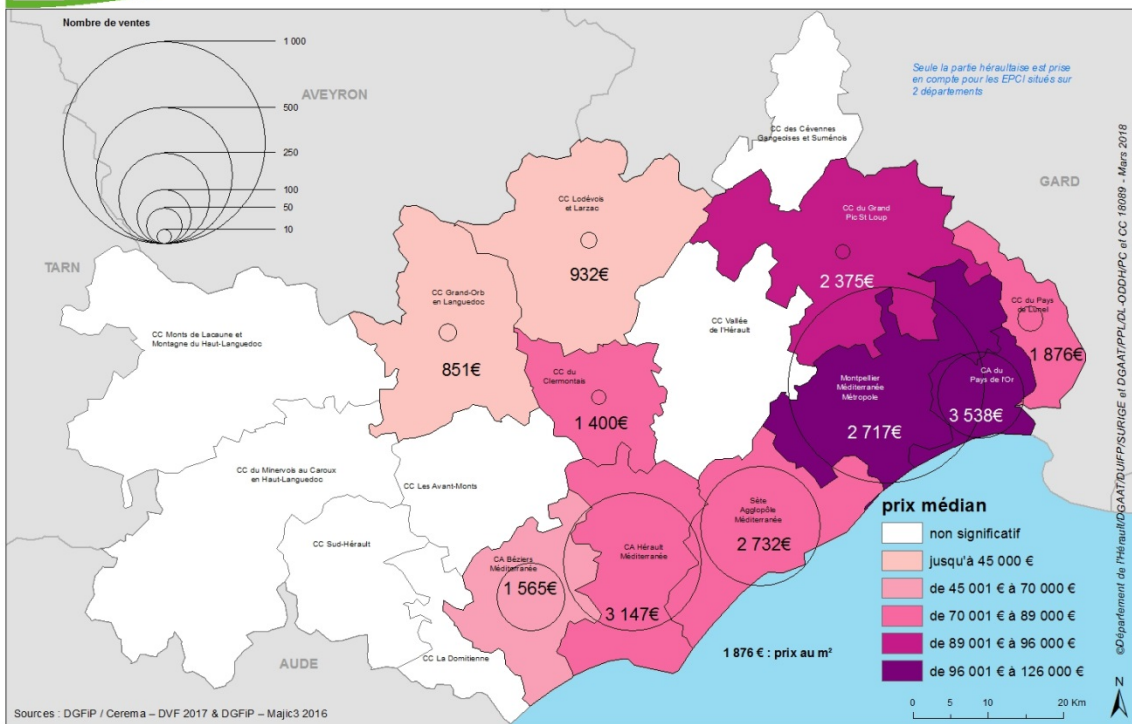 Nombre de ventes
1 000
500
250
100
50
10
AVEYRON
Seule la partie héraultaise est prise
en compte pour les EPCI situés sur
2 départements
CC des Cévennes
Gangeoises et Suménois
GARD
TARN
CC Lodévois
et Larzac
932€
CC du Grand
Pic St Loup
2 375€
CC Grand-Orb
en Languedoc
851€
CC Vallée
de l'Hérault
CC du Pays
de Lunel
1 876€
CC Monts de Lacaune et
Montagne du Haut-Languedoc
CC du
Clermontais
1 400€
Montpellier
Méditerranée
Métropole
2 717€
CA du
Pays de l'Or
3 538€
CC du Minervois au Caroux
en Haut-Languedoc
CC Les Avant-Monts
CC Sud-Hérault
CA Béziers
Méditerranée
1 565€
CA Hérault
Méditerranée
3 147€
Sète
Agglopôle
Méditerranée
2 732€
CC La Domitienne
AUDE
1 876 € : prix au m²
prix médian
non significatif
jusqu'à 45 000 €
de 45 001 € à 70 000 €
de 70 001 € à 89 000 €
de 89 001 € à 96 000 €
de 96 001 € à 126 000 €
0 10 20 Km
N
Sources : DGFiP / Cerema – DVF 2017 & DGFiP – Majic3 2016
©Département de l'Hérault/DGAAT/DUIFP/SURIGE et DGAAT/PPL/DL-ODDH/PC et CC 18089 - Mars 2018